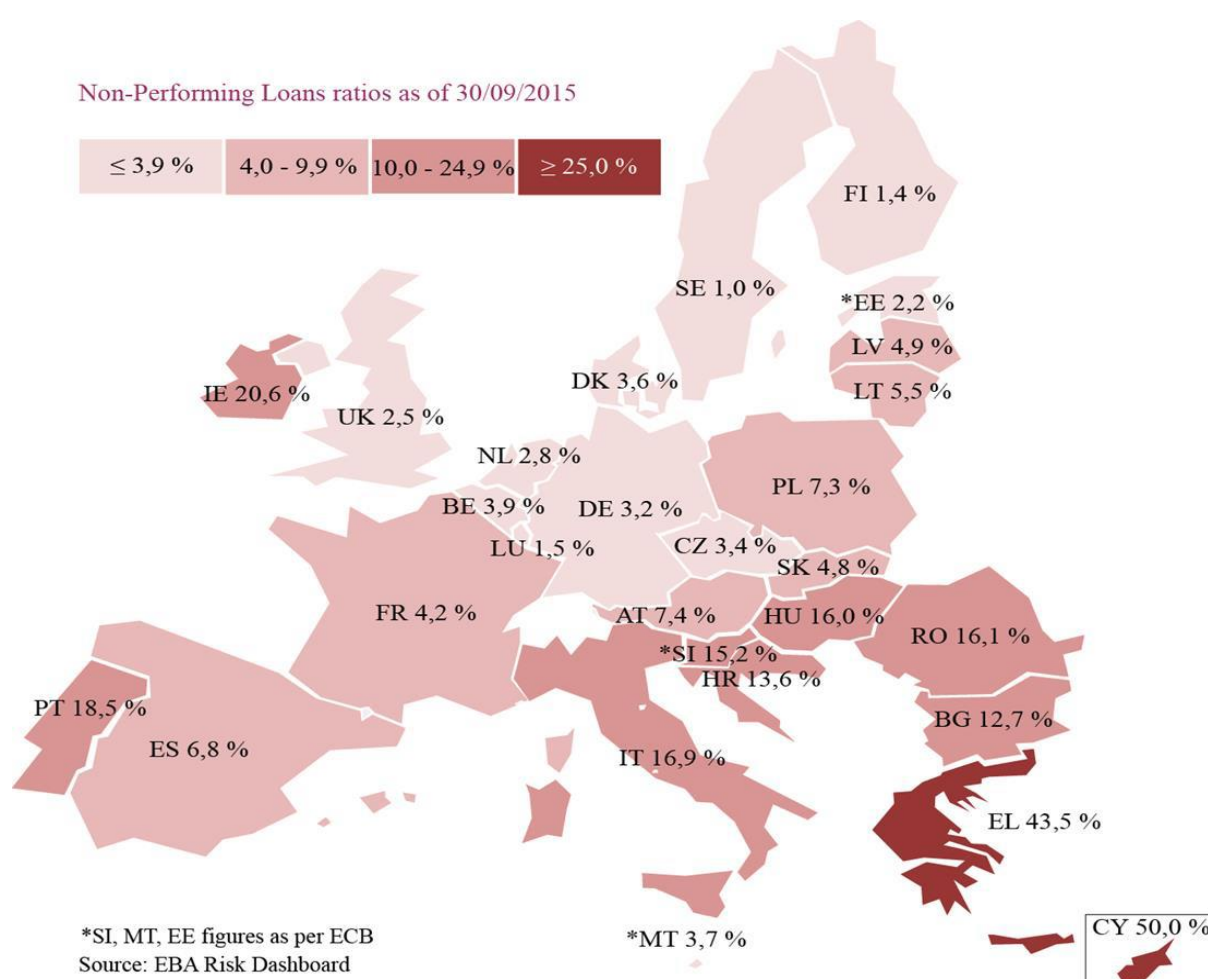 Non-Performing Loans ratios as of 30/09/2015
≤ 3,9 %
4,0 - 9,9 %
10,0 - 24,9 %
≥ 25,0 %
FI 1,4 %
SE 1,0 %
*EE 2,2 %
LV 4,9 %
LT 5,5 %
DK 3,6 %
IE 20,6 %
UK 2,5 %
NL 2,8 %
PL 7,3 %
BE 3,9 %
DE 3,2 %
LU 1,5 %
CZ 3,4 %
SK 4,8 %
FR 4,2 %
AT 7,4 %
HU 16,0 %
RO 16,1 %
*SI 15,2 %
HR 13,6 %
PT 18,5 %
BG 12,7 %
ES 6,8 %
IT 16,9 %
EL 43,5 %
CY 50,0 %
*MT 3,7 %
*SI, MT, EE figures as per ECB
Source: EBA Risk Dashboard